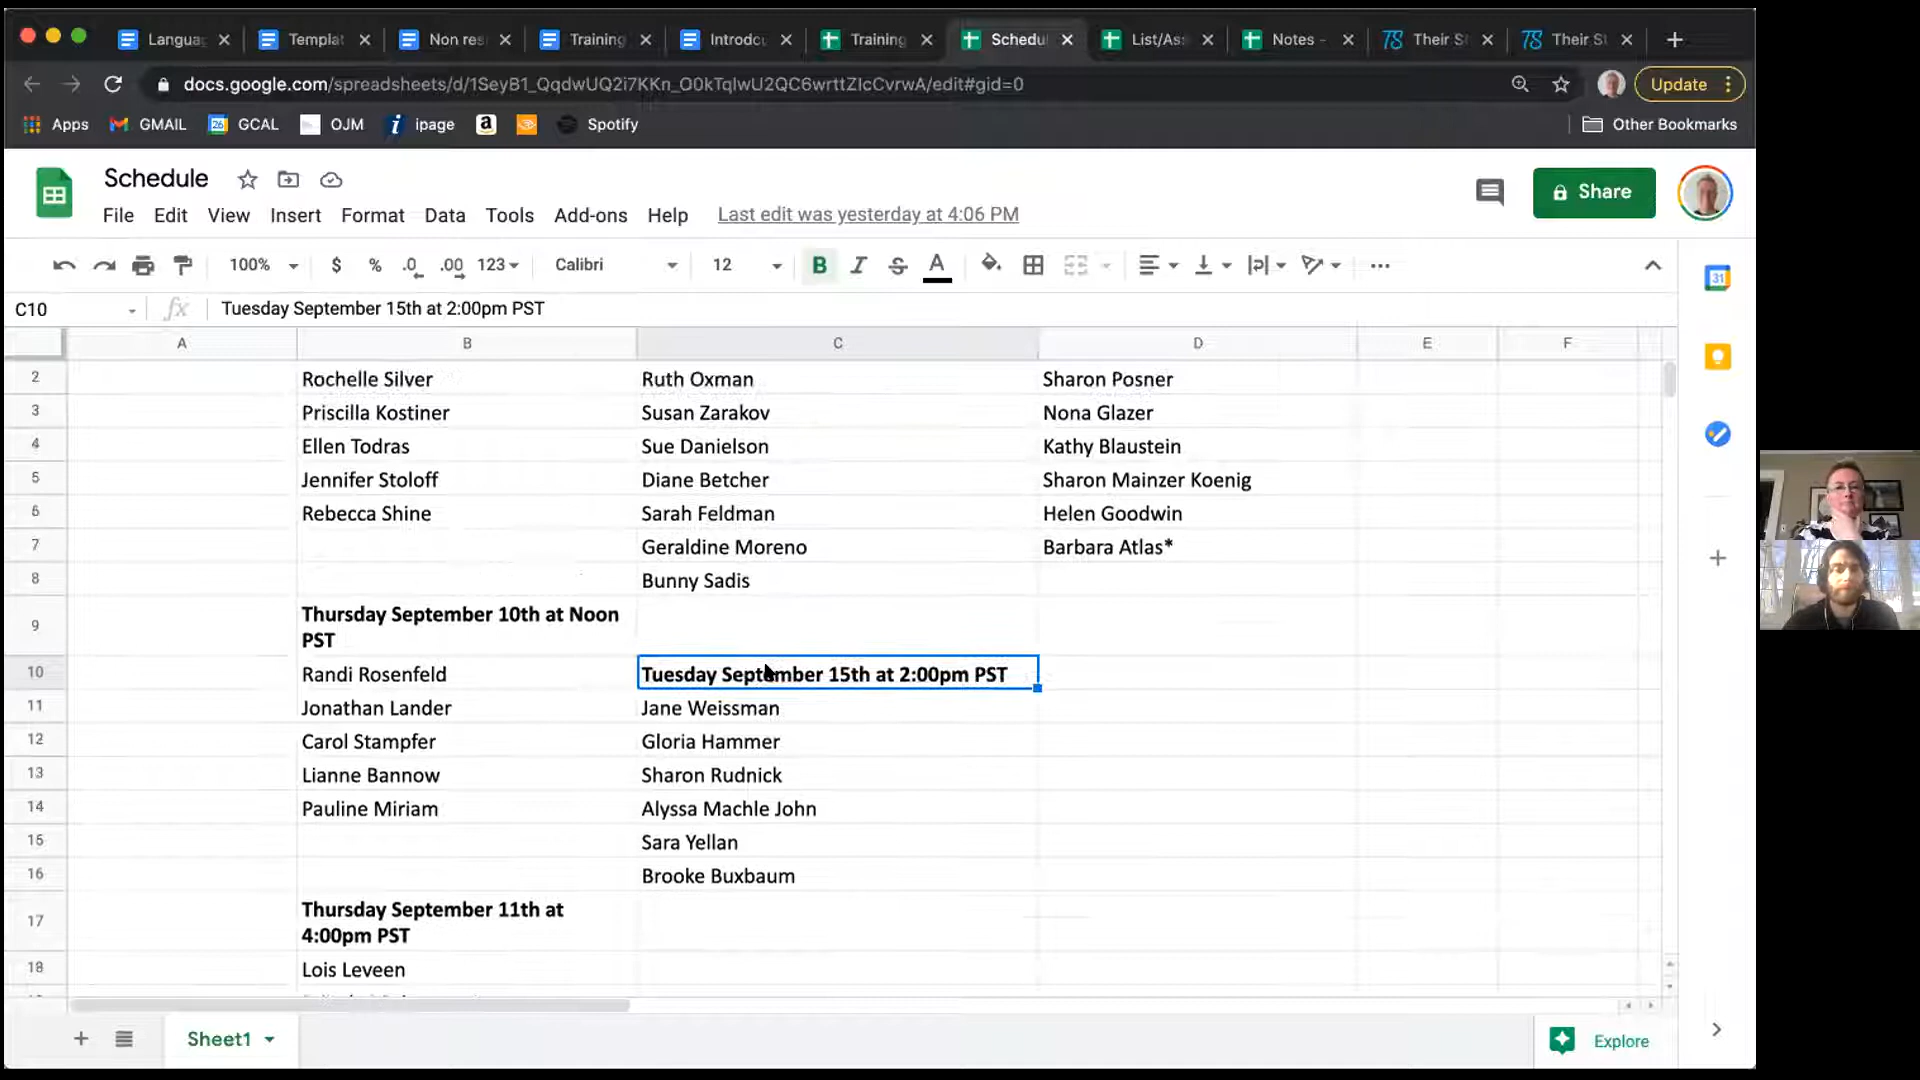 Langua
Templat
Non res
Training
Introdc
Training
Schedu
List/Ass
Notes -
Their S
Their St
docs.google.com/spreadsheets/d/1SeyB1_QqdwUQ2i7KKn_O0kTqlwU2QC6wrttZIcCvrwA/edit#gid=0
Update
Apps
GMAIL
GCAL
OJM
ipage
Spotify
Other Bookmarks
Schedule
Share
File Edit View Insert Format Data Tools Add-ons Help
Last edit was yesterday at 4:06 PM
100% $ % .0 .00 123 Calibri 12 B I S A
31
C10 fx Tuesday September 15th at 2:00pm PST
A B C D E F
2 Rochelle Silver Ruth Oxman Sharon Posner
3 Priscilla Kostiner Susan Zarakov Nona Glazer
4 Ellen Todras Sue Danielson Kathy Blaustein
5 Jennifer Stoloff Diane Betcher Sharon Mainzer Koenig
6 Rebecca Shine Sarah Feldman Helen Goodwin
7 Geraldine Moreno Barbara Atlas*
8 Bunny Sadis
9 Thursday September 10th at Noon
PST
10 Randi Rosenfeld Tuesday September 15th at 2:00pm PST
11 Jonathan Lander Jane Weissman
12 Carol Stampfer Gloria Hammer
13 Lianne Bannow Sharon Rudnick
14 Pauline Miriam Alyssa Machle John
15 Sara Yellan
16 Brooke Buxbaum
17 Thursday September 11th at
4:00pm PST
18 Lois Leveen
Sheet1
Explore